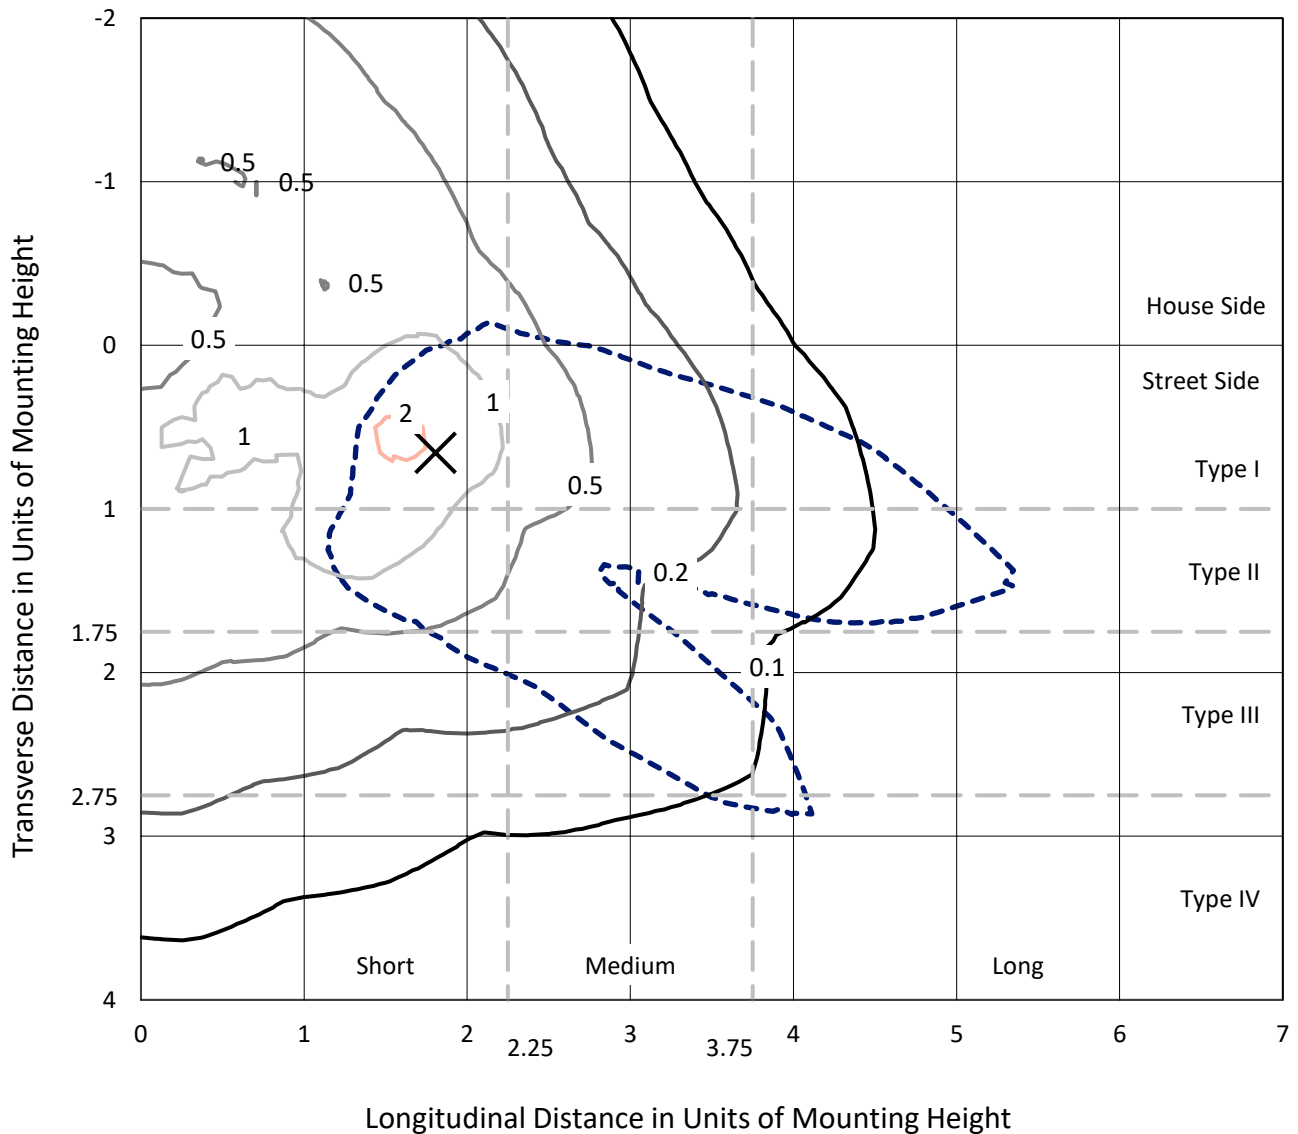 -2
-1
0
1
1.75
2
2.75
3
4
Transverse Distance in Units of Mounting Height
0.5
0.5
0.5
0.5
1
2
1
0.5
0.2
0.1
House Side
Street Side
Type I
Type II
Type III
Type IV
Short
Medium
Long
0
1
2
2.25
3
3.75
4
5
6
7
Longitudinal Distance in Units of Mounting Height